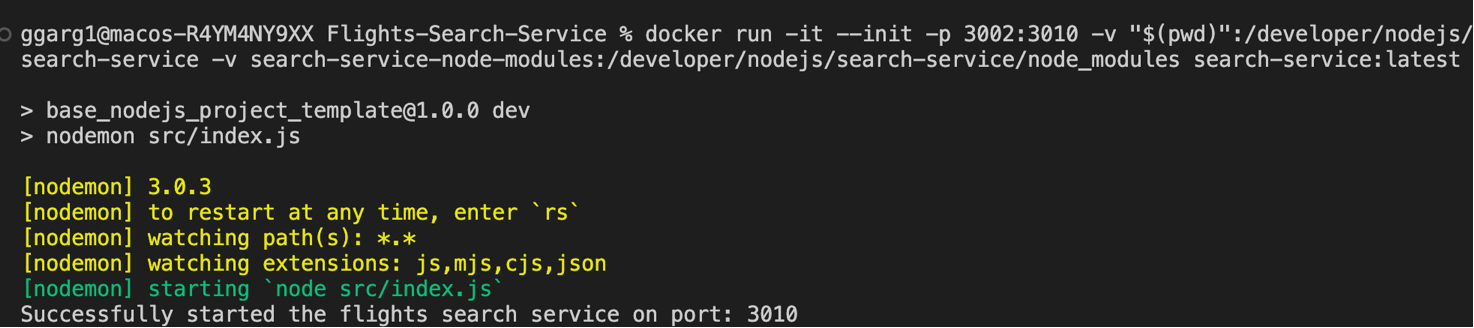 ggarg1@macos-R4YM4NY9XX Flights-Search-Service % docker run -it --init -p 3002:3010 -v "$(pwd)":/developer/nodejs/
search-service -v search-service-node-modules:/developer/nodejs/search-service/node_modules search-service:latest
> base_nodejs_project_template@1.0.0 dev
> nodemon src/index.js
[nodemon] 3.0.3
[nodemon] to restart at any time, enter `rs`
[nodemon] watching path(s): *.*
[nodemon] watching extensions: js,mjs,cjs,json
[nodemon] starting `node src/index.js`
Successfully started the flights search service on port: 3010